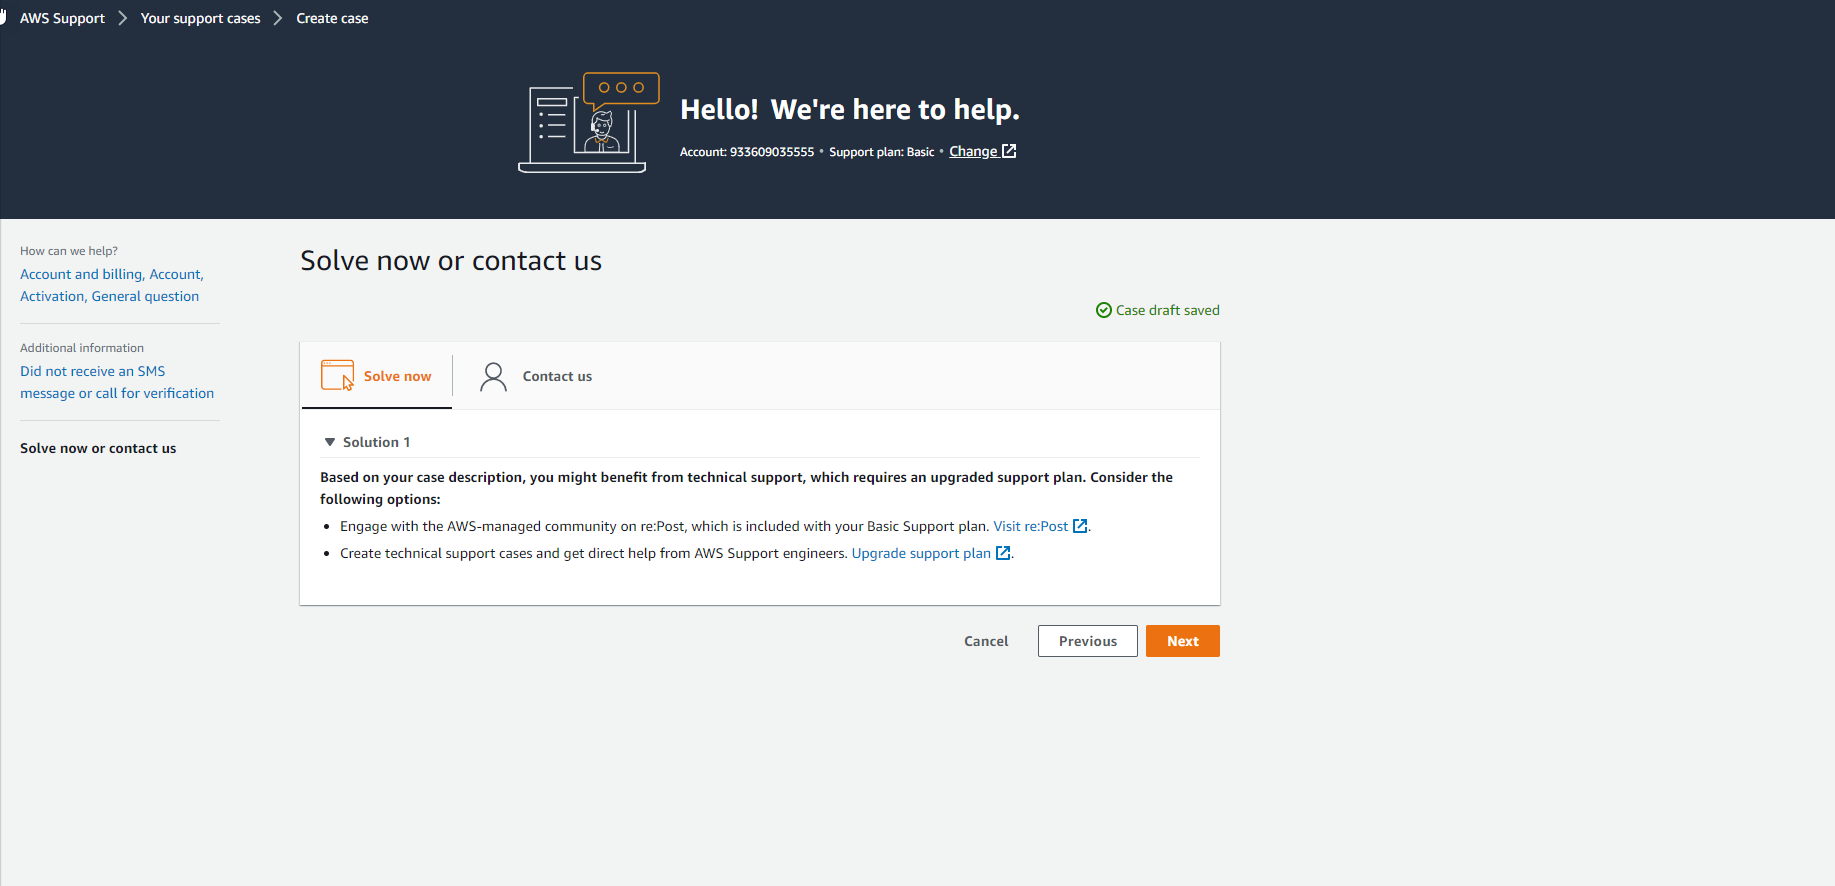 AWS Support > Your support cases > Create case
Hello! We're here to help.
Account: 933609035555 • Support plan: Basic • Change
How can we help?
Account and billing, Account,
Activation, General question
Additional information
Did not receive an SMS
message or call for verification
Solve now or contact us
Solve now or contact us
Case draft saved
Solve now
Contact us
Solution 1
Based on your case description, you might benefit from technical support, which requires an upgraded support plan. Consider the
following options:
• Engage with the AWS-managed community on re:Post, which is included with your Basic Support plan. Visit re:Post .
• Create technical support cases and get direct help from AWS Support engineers. Upgrade support plan .
Cancel
Previous
Next